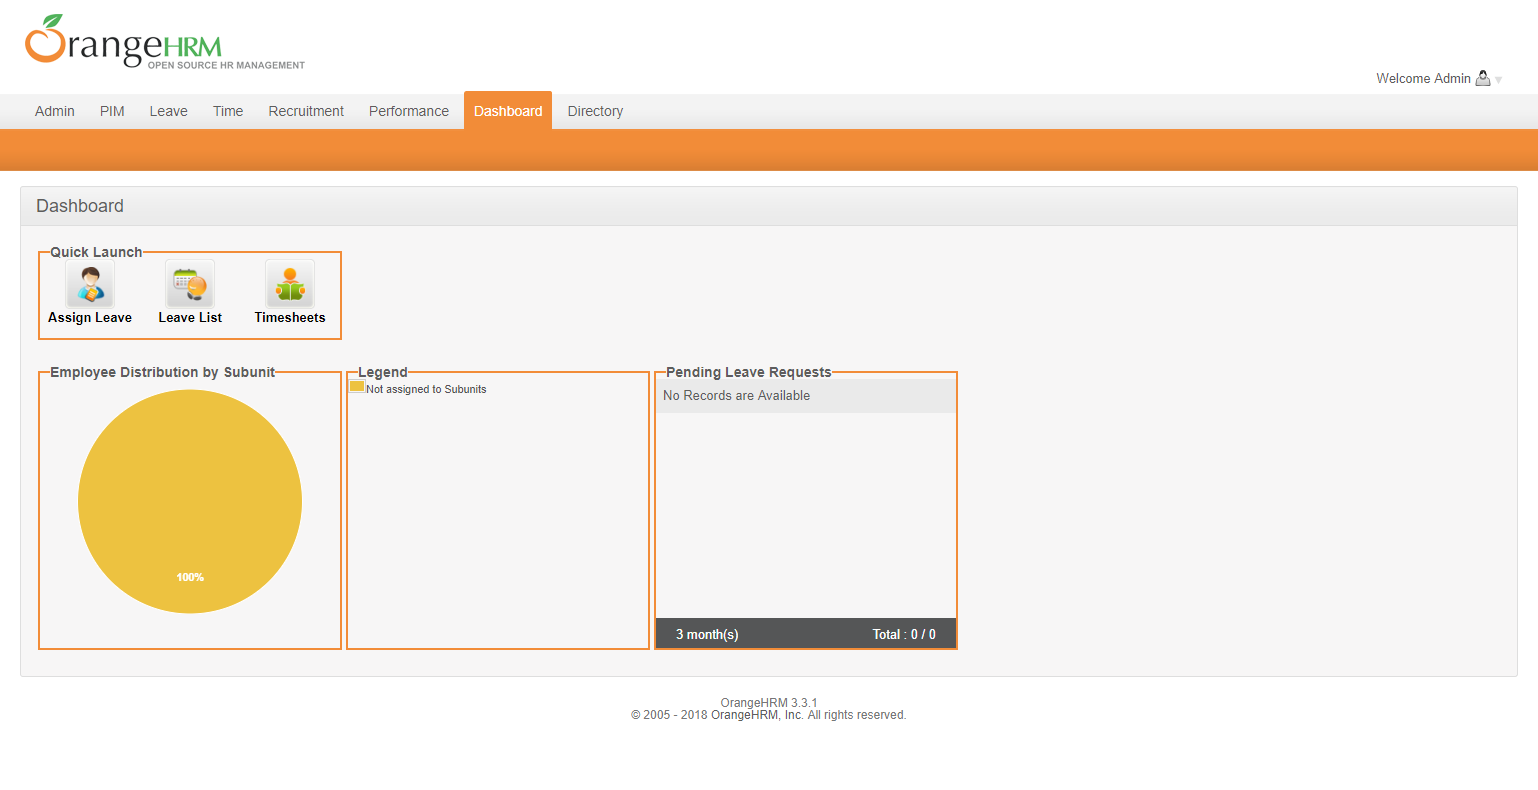 OrangeHRM
OPEN SOURCE HR MANAGEMENT
Welcome Admin
Admin PIM Leave Time Recruitment Performance Dashboard Directory
Dashboard
Quick Launch
Assign Leave Leave List Timesheets
Employee Distribution by Subunit
100%
Legend
Not assigned to Subunits
Pending Leave Requests
No Records are Available
3 month(s) Total : 0 / 0
OrangeHRM 3.3.1
© 2005 - 2018 OrangeHRM, Inc. All rights reserved.